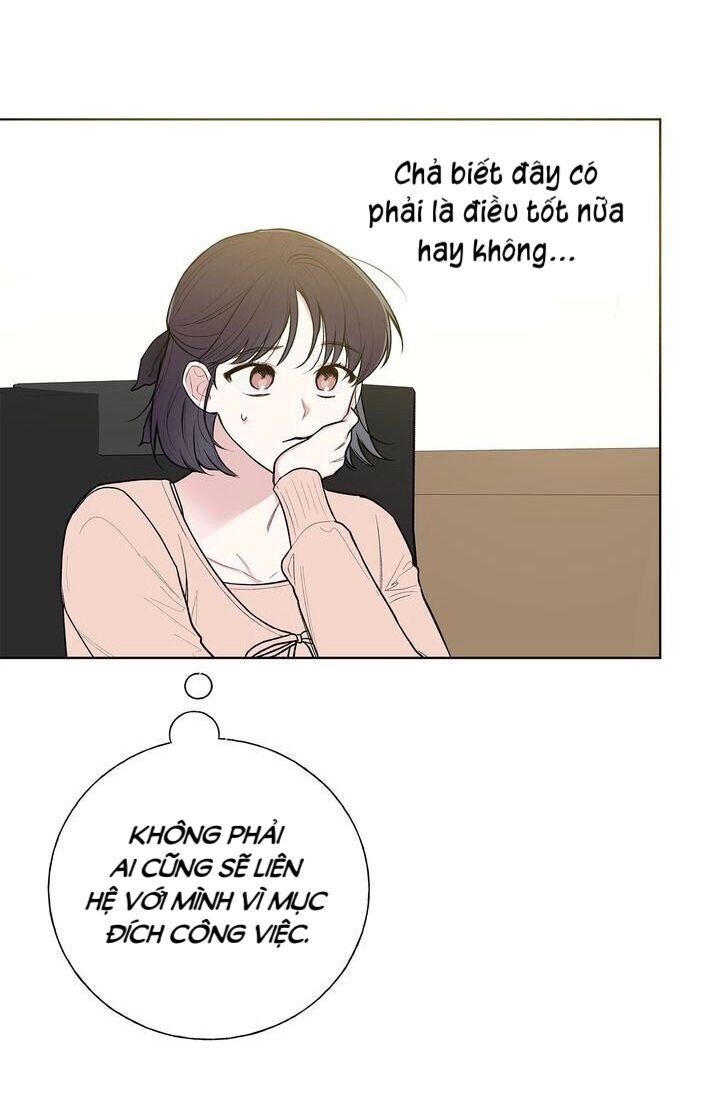 Chả biết đây có
phải là điều tốt nữa
hay không...
KHÔNG PHẢI
AI CŨNG SẼ LIÊN
HỆ VỚI MÌNH VÌ MỤC
ĐÍCH CÔNG VIỆC.